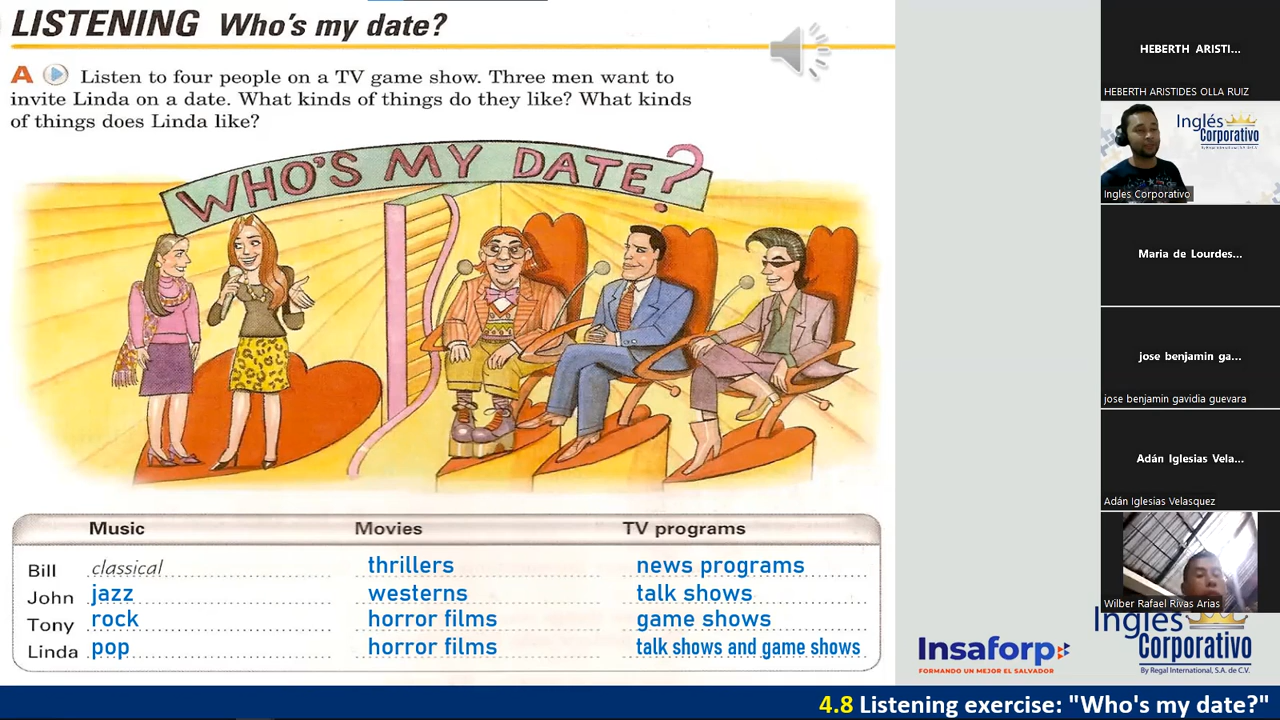 LISTENING Who's my date?
A Listen to four people on a TV game show. Three men want to
invite Linda on a date. What kinds of things do they like? What kinds
of things does Linda like?
WHO'S MY DATE?
Music Movies TV programs
Bill classical thrillers news programs
John jazz westerns talk shows
Tony rock horror films game shows
Linda pop horror films talk shows and game shows
HEBERTH ARISTI...
HEBERTH ARISTIDES OLLA RUIZ
Inglés
Corporativo
By Regal International, S.A. de C.V.
Ingles Corporativo
Maria de Lourdes...
jose benjamin ga...
jose benjamin gavidia guevara
Adán Iglesias Vela...
Adán Iglesias Velasquez
Wilber Rafael Rivas Arias
Insaforp
FORMANDO UN MEJOR EL SALVADOR
Inglés
Corporativo
By Regal International, S.A. de C.V.
4.8 Listening exercise: "Who's my date?"